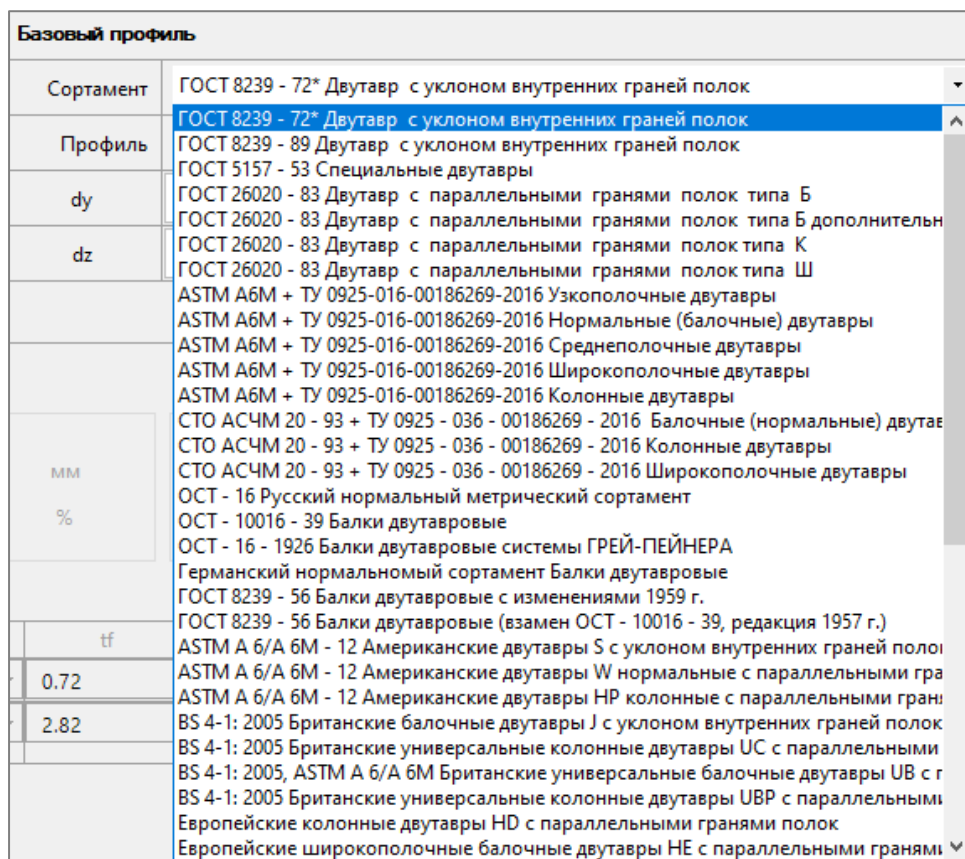 Базовый профиль
Сортамент
ГОСТ 8239 - 72* Двутавр с уклоном внутренних граней полок
ГОСТ 8239 - 72* Двутавр с уклоном внутренних граней полок
Профиль
ГОСТ 8239 - 89 Двутавр с уклоном внутренних граней полок
ГОСТ 5157 - 53 Специальные двутавры
dy
ГОСТ 26020 - 83 Двутавр с параллельными гранями полок типа Б
ГОСТ 26020 - 83 Двутавр с параллельными гранями полок типа Б дополнительн
dz
ГОСТ 26020 - 83 Двутавр с параллельными гранями полок типа К
ГОСТ 26020 - 83 Двутавр с параллельными гранями полок типа Ш
ASTM A6M + ТУ 0925-016-00186269-2016 Узкополочные двутавры
ASTM A6M + ТУ 0925-016-00186269-2016 Нормальные (балочные) двутавры
ASTM A6M + ТУ 0925-016-00186269-2016 Среднеполочные двутавры
ASTM A6M + ТУ 0925-016-00186269-2016 Широкополочные двутавры
ASTM A6M + ТУ 0925-016-00186269-2016 Колонные двутавры
СТО АСЧМ 20 - 93 + ТУ 0925 - 036 - 00186269 - 2016 Балочные (нормальные) двутав
СТО АСЧМ 20 - 93 + ТУ 0925 - 036 - 00186269 - 2016 Колонные двутавры
мм
СТО АСЧМ 20 - 93 + ТУ 0925 - 036 - 00186269 - 2016 Широкополочные двутавры
ОСТ - 16 Русский нормальный метрический сортамент
%
ОСТ - 10016 - 39 Балки двутавровые
ОСТ - 16 - 1926 Балки двутавровые системы ГРЕЙ-ПЕЙНЕРА
Германский нормальномый сортамент Балки двутавровые
ГОСТ 8239 - 56 Балки двутавровые с изменениями 1959 г.
ГОСТ 8239 - 56 Балки двутавровые (взамен ОСТ - 10016 - 39, редакция 1957 г.)
tf
ASTM A 6/A 6M - 12 Американские двутавры S с уклоном внутренних граней поло
ASTM A 6/A 6M - 12 Американские двутавры W нормальные с параллельными гра
0.72
ASTM A 6/A 6M - 12 Американские двутавры HP колонные с параллельными гран
2.82
BS 4-1: 2005 Британские балочные двутавры J с уклоном внутренних граней полок
BS 4-1: 2005 Британские универсальные колонные двутавры UC с параллельными
BS 4-1: 2005, ASTM A 6/A 6M Британские универсальные балочные двутавры UB с
BS 4-1: 2005 Британские универсальные колонные двутавры UBP с параллельными
Европейские колонные двутавры HD с параллельными гранями полок
Европейские широкополочные балочные двутавры HE с параллельными гранями